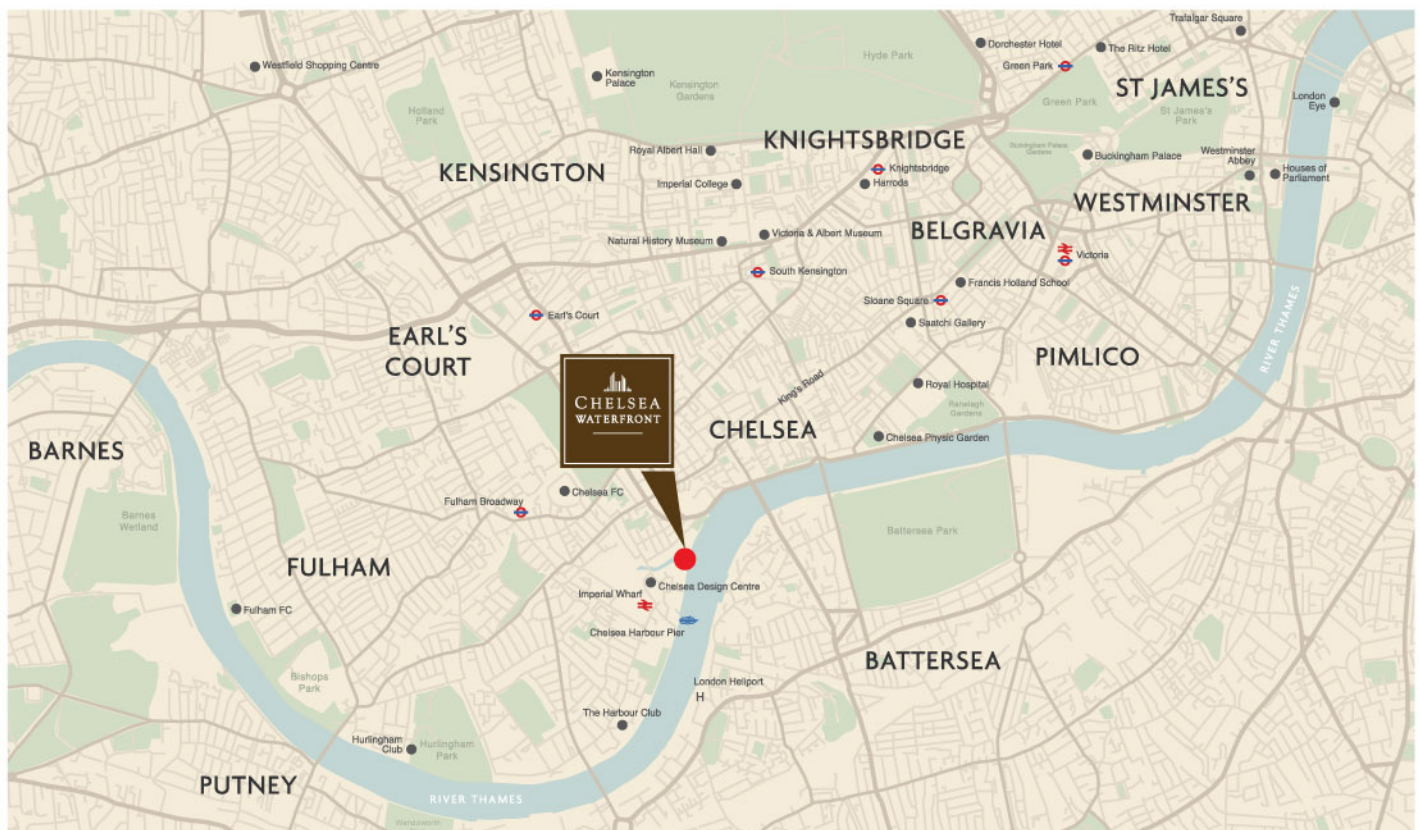 Trafalgar Square
Dorchester Hotel
The Ritz Hotel
Hyde Park
Westfield Shopping Centre
Green Park
Kensington
Palace
Kensington
Gardens
ST JAMES'S
Green Park
London
Eye
Holland
Park
St James's
Park
KNIGHTSBRIDGE
Buckingham Palace
Gardens
Royal Albert Hall
Buckingham Palace
Westminster
Abbey
KENSINGTON
Knightsbridge
Houses of
Parliament
Imperial College
Harrods
WESTMINSTER
BELGRAVIA
Victoria & Albert Museum
Natural History Museum
Victoria
South Kensington
Francis Holland School
Sloane Square
Earl's Court
Saatchi Gallery
RIVER THAMES
EARL'S
COURT
PIMLICO
King's Road
Royal Hospital
CHELSEA
WATERFRONT
Ranelagh
Gardens
CHELSEA
Chelsea Physic Garden
BARNES
Chelsea FC
Fulham Broadway
Barnes
Wetland
Battersea Park
FULHAM
Chelsea Design Centre
Imperial Wharf
Fulham FC
Chelsea Harbour Pier
BATTERSEA
Bishops
Park
London Heliport
H
The Harbour Club
Hurlingham
Club
Hurlingham
Park
PUTNEY
RIVER THAMES
Wandsworth